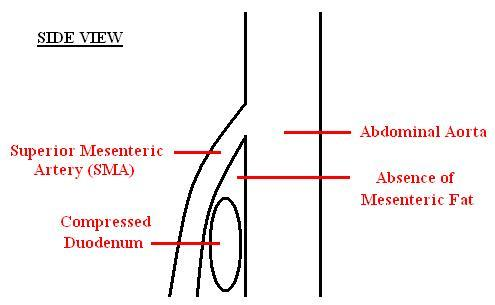 SIDE VIEW
Superior Mesenteric
Artery (SMA)
Compressed
Duodenum
Abdominal Aorta
Absence of
Mesenteric Fat